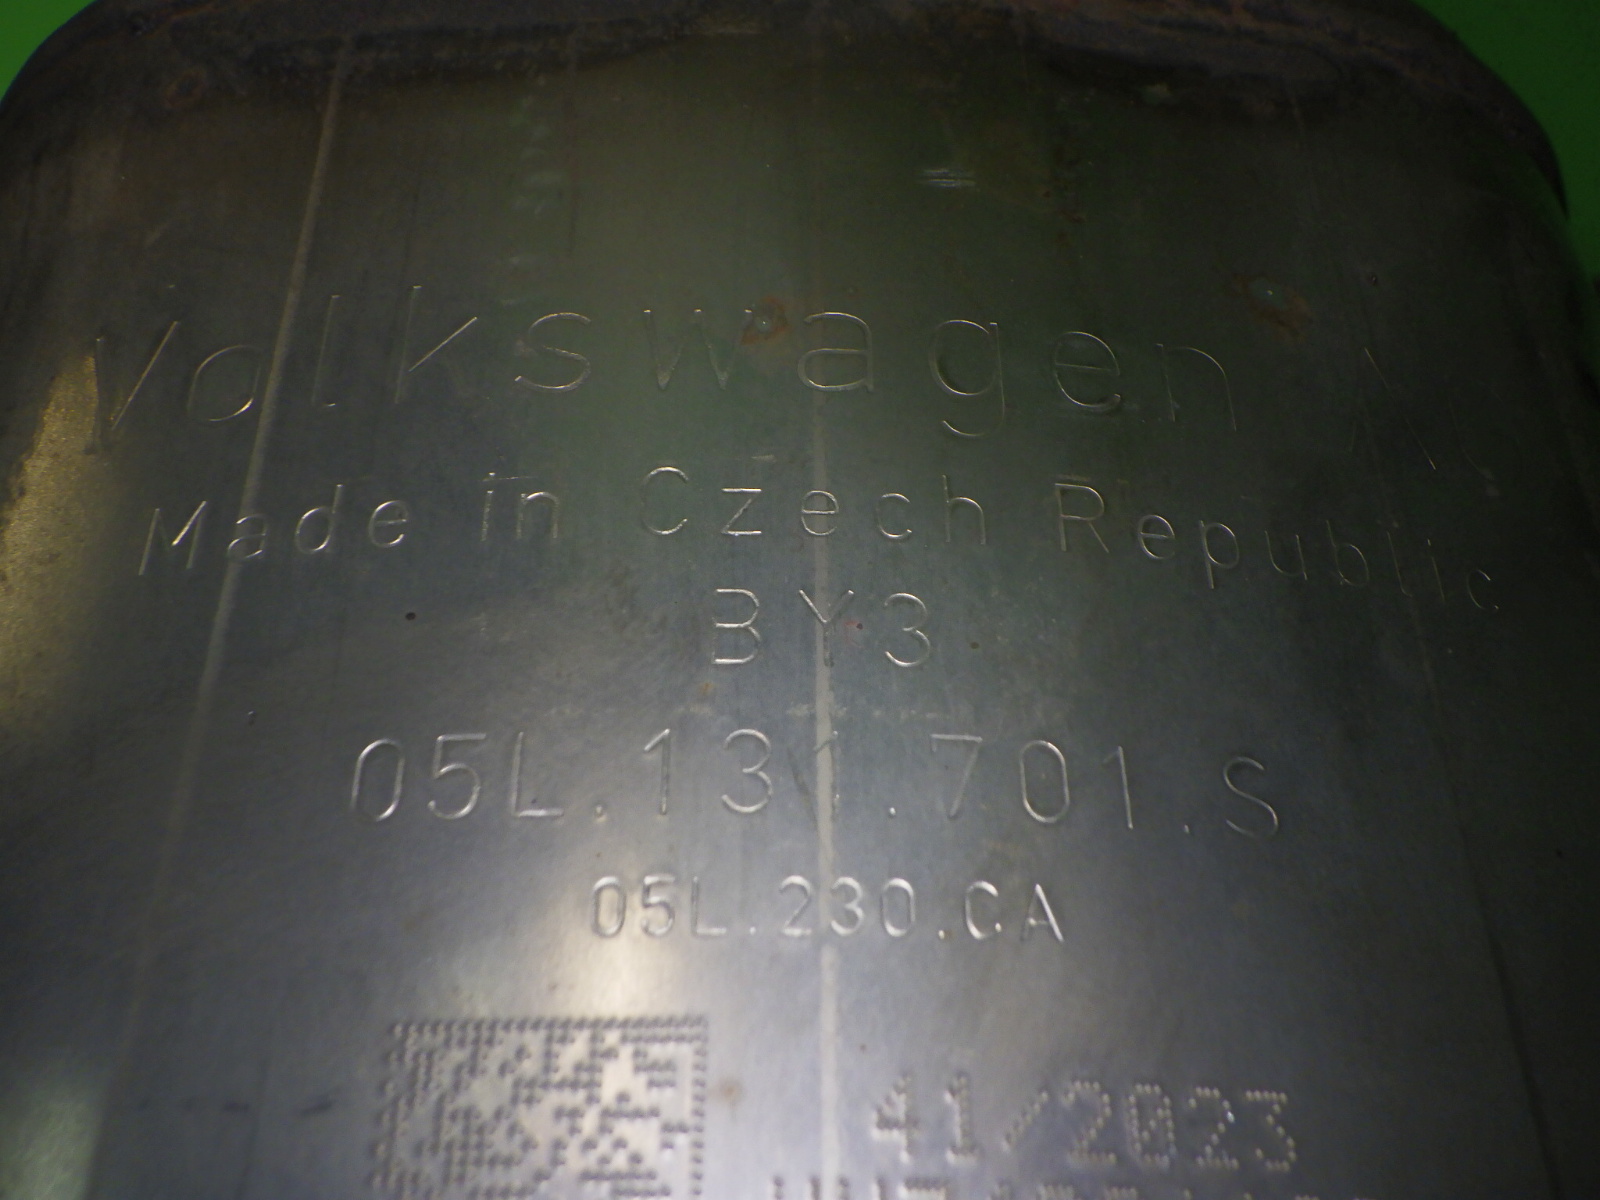 Volkswagen
Made in Czech Republic
BY3
05L.131.701.S
05L.230.CA
41/2023